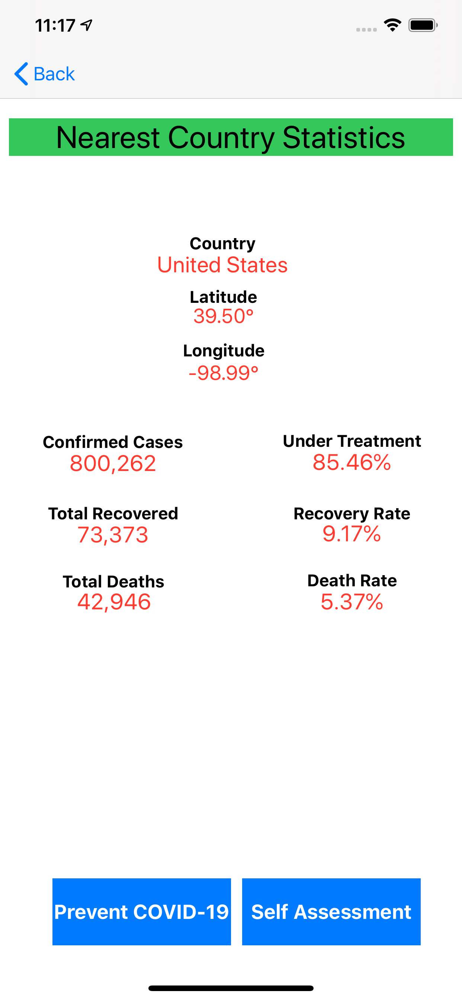 11:17
Back
Nearest Country Statistics
Country
United States
Latitude
39.50°
Longitude
-98.99°
Confirmed Cases
800,262
Under Treatment
85.46%
Total Recovered
73,373
Recovery Rate
9.17%
Total Deaths
42,946
Death Rate
5.37%
Prevent COVID-19
Self Assessment